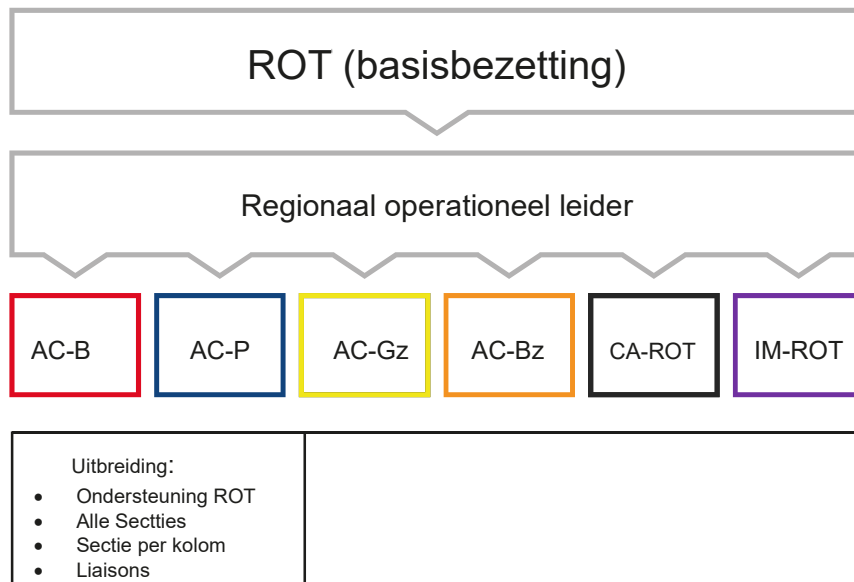 ROT (basisbezetting)
Regionaal operationeel leider
AC-B AC-P AC-Gz AC-Bz CA-ROT IM-ROT
Uitbreiding:
• Ondersteuning ROT
• Alle Sectties
• Sectie per kolom
• Liaisons